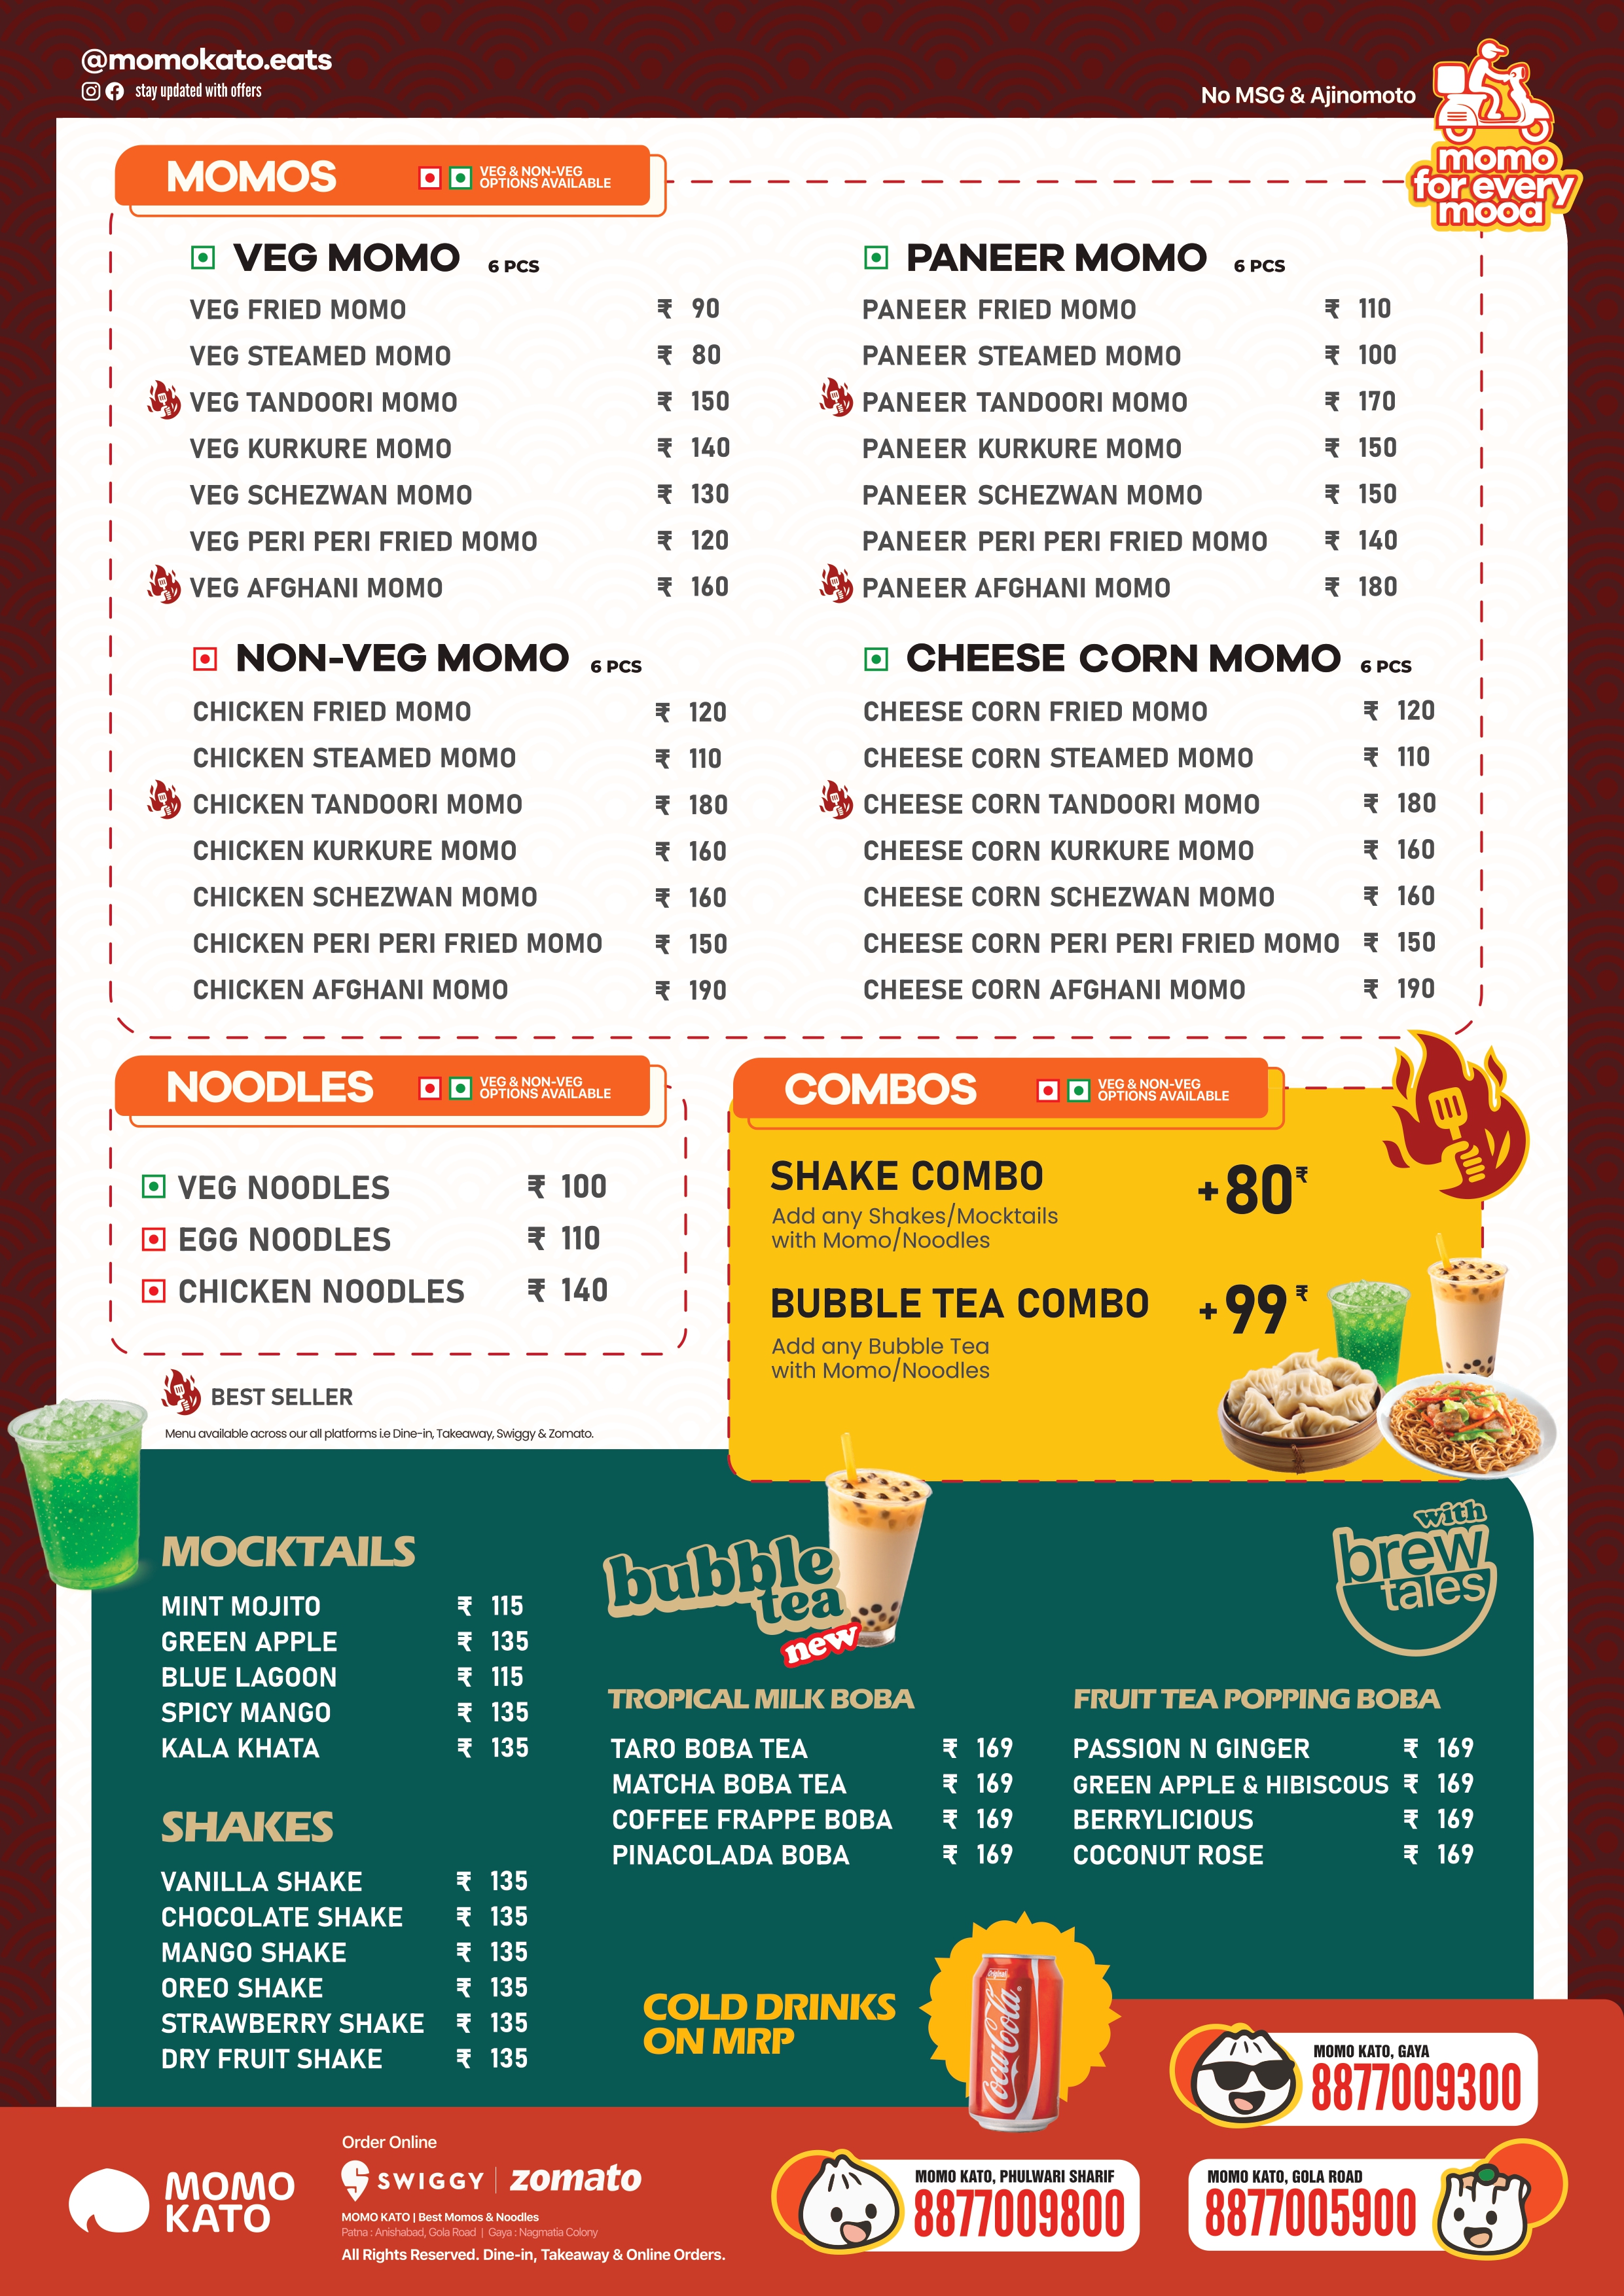 @momokato.eats
stay updated with offers
No MSG & Ajinomoto
momo
for every
mood
MOMOS
VEG & NON-VEG
OPTIONS AVAILABLE
VEG MOMO 6 PCS
VEG FRIED MOMO ₹ 90
VEG STEAMED MOMO ₹ 80
VEG TANDOORI MOMO ₹ 150
VEG KURKURE MOMO ₹ 140
VEG SCHEZWAN MOMO ₹ 130
VEG PERI PERI FRIED MOMO ₹ 120
VEG AFGHANI MOMO ₹ 160
PANEER MOMO 6 PCS
PANEER FRIED MOMO ₹ 110
PANEER STEAMED MOMO ₹ 100
PANEER TANDOORI MOMO ₹ 170
PANEER KURKURE MOMO ₹ 150
PANEER SCHEZWAN MOMO ₹ 150
PANEER PERI PERI FRIED MOMO ₹ 140
PANEER AFGHANI MOMO ₹ 180
NON-VEG MOMO 6 PCS
CHICKEN FRIED MOMO ₹ 120
CHICKEN STEAMED MOMO ₹ 110
CHICKEN TANDOORI MOMO ₹ 180
CHICKEN KURKURE MOMO ₹ 160
CHICKEN SCHEZWAN MOMO ₹ 160
CHICKEN PERI PERI FRIED MOMO ₹ 150
CHICKEN AFGHANI MOMO ₹ 190
CHEESE CORN MOMO 6 PCS
CHEESE CORN FRIED MOMO ₹ 120
CHEESE CORN STEAMED MOMO ₹ 110
CHEESE CORN TANDOORI MOMO ₹ 180
CHEESE CORN KURKURE MOMO ₹ 160
CHEESE CORN SCHEZWAN MOMO ₹ 160
CHEESE CORN PERI PERI FRIED MOMO ₹ 150
CHEESE CORN AFGHANI MOMO ₹ 190
NOODLES
VEG & NON-VEG
OPTIONS AVAILABLE
VEG NOODLES ₹ 100
EGG NOODLES ₹ 110
CHICKEN NOODLES ₹ 140
BEST SELLER
Menu available across our all platforms i.e Dine-in, Takeaway, Swiggy & Zomato.
COMBOS
VEG & NON-VEG
OPTIONS AVAILABLE
SHAKE COMBO +80₹
Add any Shakes/Mocktails
with Momo/Noodles
BUBBLE TEA COMBO +99₹
Add any Bubble Tea
with Momo/Noodles
MOCKTAILS
MINT MOJITO ₹ 115
GREEN APPLE ₹ 135
BLUE LAGOON ₹ 115
SPICY MANGO ₹ 135
KALA KHATA ₹ 135
SHAKES
VANILLA SHAKE ₹ 135
CHOCOLATE SHAKE ₹ 135
MANGO SHAKE ₹ 135
OREO SHAKE ₹ 135
STRAWBERRY SHAKE ₹ 135
DRY FRUIT SHAKE ₹ 135
bubble
tea
new
with
brew
tales
TROPICAL MILK BOBA
TARO BOBA TEA ₹ 169
MATCHA BOBA TEA ₹ 169
COFFEE FRAPPE BOBA ₹ 169
PINACOLADA BOBA ₹ 169
FRUIT TEA POPPING BOBA
PASSION N GINGER ₹ 169
GREEN APPLE & HIBISCOUS ₹ 169
BERRYLICIOUS ₹ 169
COCONUT ROSE ₹ 169
COLD DRINKS
ON MRP
Original
Coca-Cola
MOMO KATO, GAYA
8877009300
MOMO KATO, PHULWARI SHARIF
8877009800
MOMO KATO, GOLA ROAD
8877005900
MOMO
KATO
Order Online
SWIGGY | zomato
MOMO KATO | Best Momos & Noodles
Patna : Anishabad, Gola Road | Gaya : Nagmatia Colony
All Rights Reserved. Dine-in, Takeaway & Online Orders.